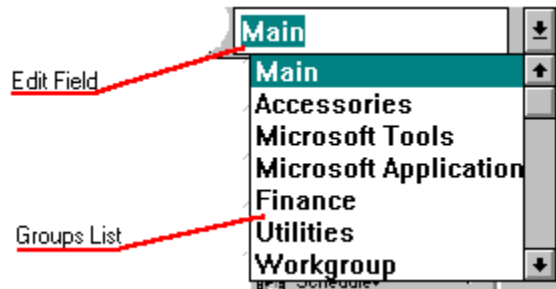 Main
Main
Edit Field
Accessories
Microsoft Tools
Microsoft Application
Finance
Groups List
Utilities
Workgroup